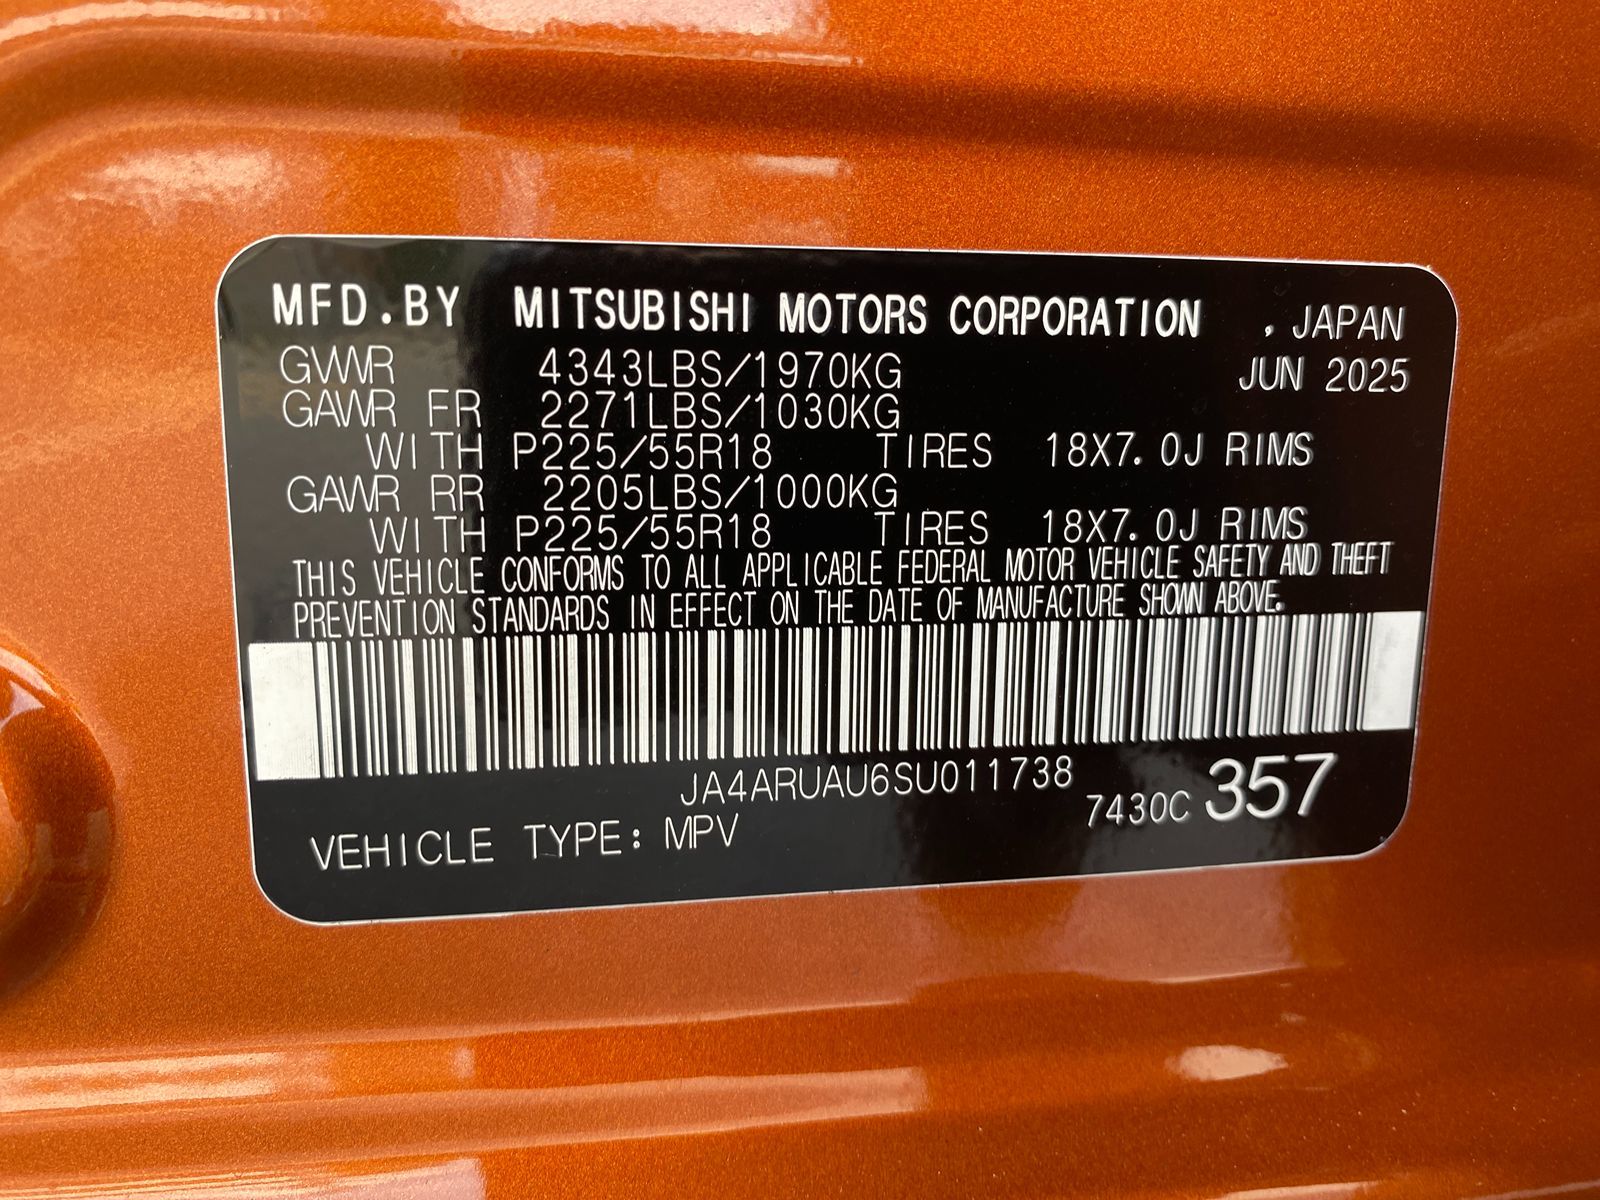 MFD.BY MITSUBISHI MOTORS CORPORATION , JAPAN
GVWR 4343LBS/1970KG JUN 2025
GAWR FR 2271LBS/1030KG
WITH P225/55R18 TIRES 18X7.0J RIMS
GAWR RR 2205LBS/1000KG
WITH P225/55R18 TIRES 18X7.0J RIMS
THIS VEHICLE CONFORMS TO ALL APPLICABLE FEDERAL MOTOR VEHICLE SAFETY AND THEFT
PREVENTION STANDARDS IN EFFECT ON THE DATE OF MANUFACTURE SHOWN ABOVE.
JA4ARUAU6SU011738
7430C 357
VEHICLE TYPE: MPV